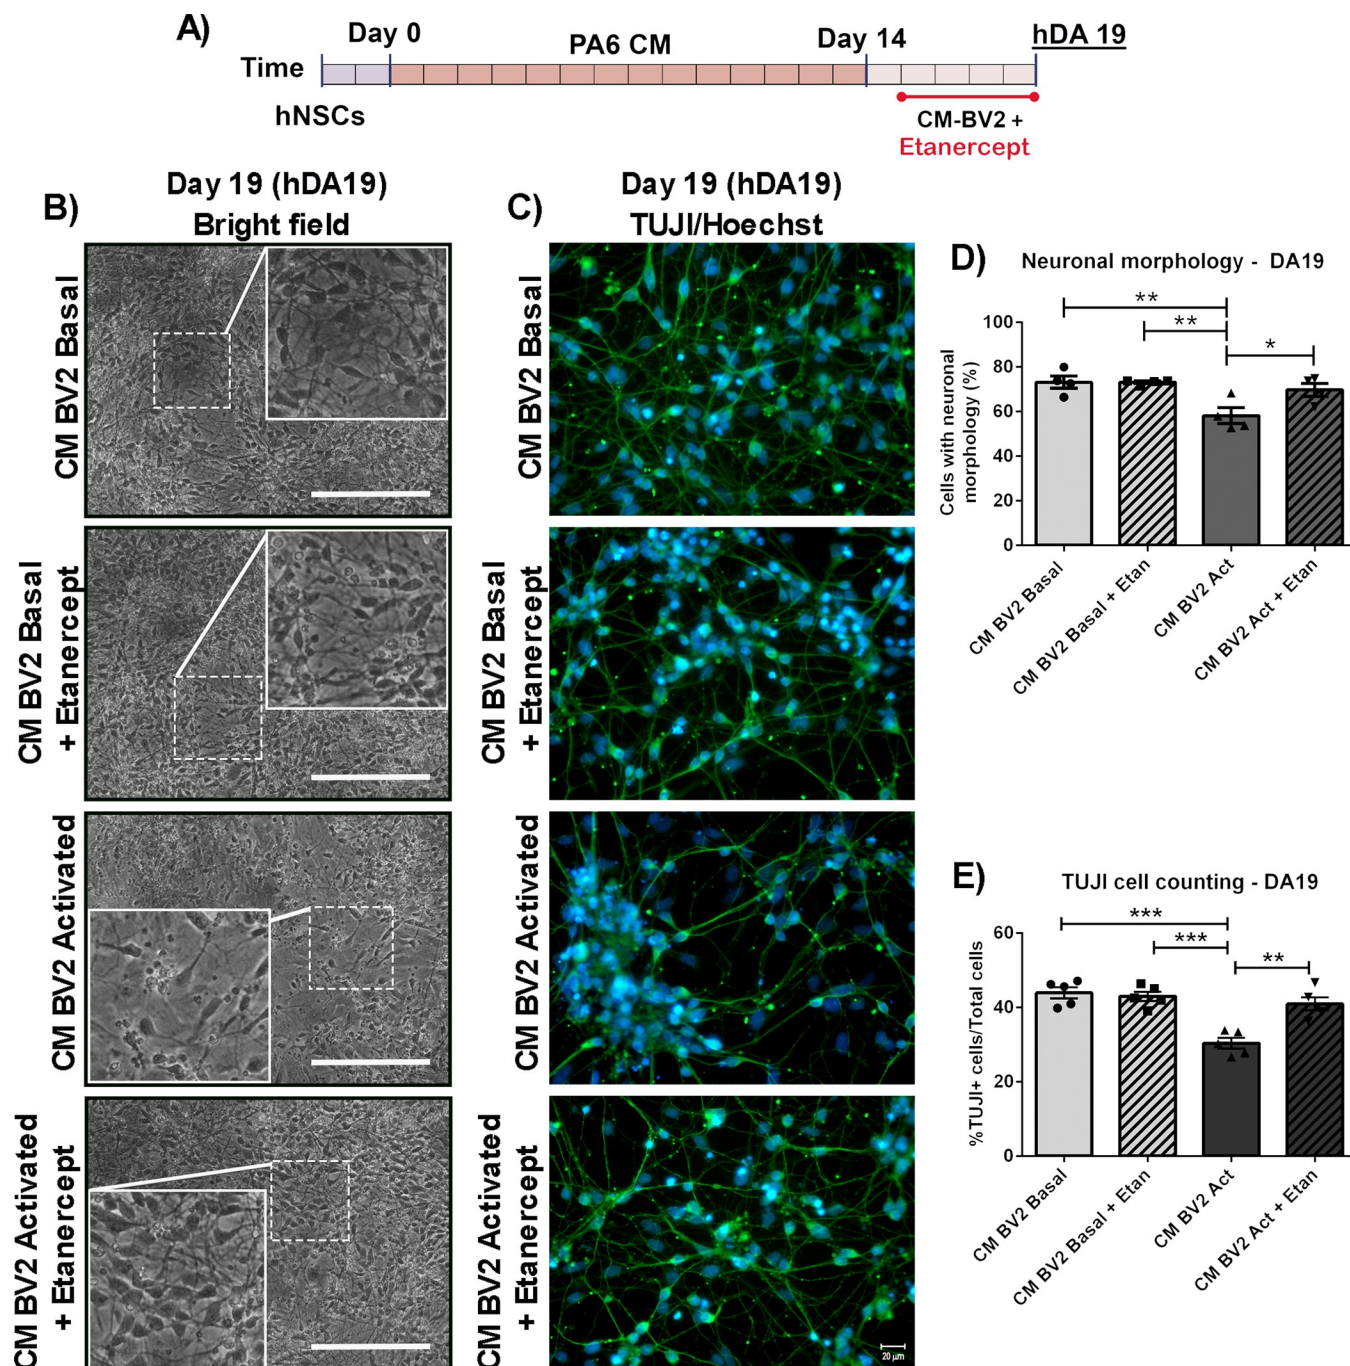 A)
Day 0
PA6 CM
Day 14
hDA 19
Time
hNSCs
CM-BV2 +
Etanercept
B)
Day 19 (hDA19)
Bright field
CM BV2 Basal
CM BV2 Basal
+ Etanercept
CM BV2 Activated
CM BV2 Activated
+ Etanercept
C)
Day 19 (hDA19)
TUJI/Hoechst
CM BV2 Basal
CM BV2 Basal
+ Etanercept
CM BV2 Activated
CM BV2 Activated
+ Etanercept
20 µm
D)
Neuronal morphology - DA19
**
**
*
Cells with neuronal
morphology (%)
100
80
60
40
20
0
CM BV2 Basal
CM BV2 Basal + Etan
CM BV2 Act
CM BV2 Act + Etan
E)
TUJI cell counting - DA19
***
***
**
%TUJI+ cells/Total cells
60
40
20
0
CM BV2 Basal
CM BV2 Basal + Etan
CM BV2 Act
CM BV2 Act + Etan